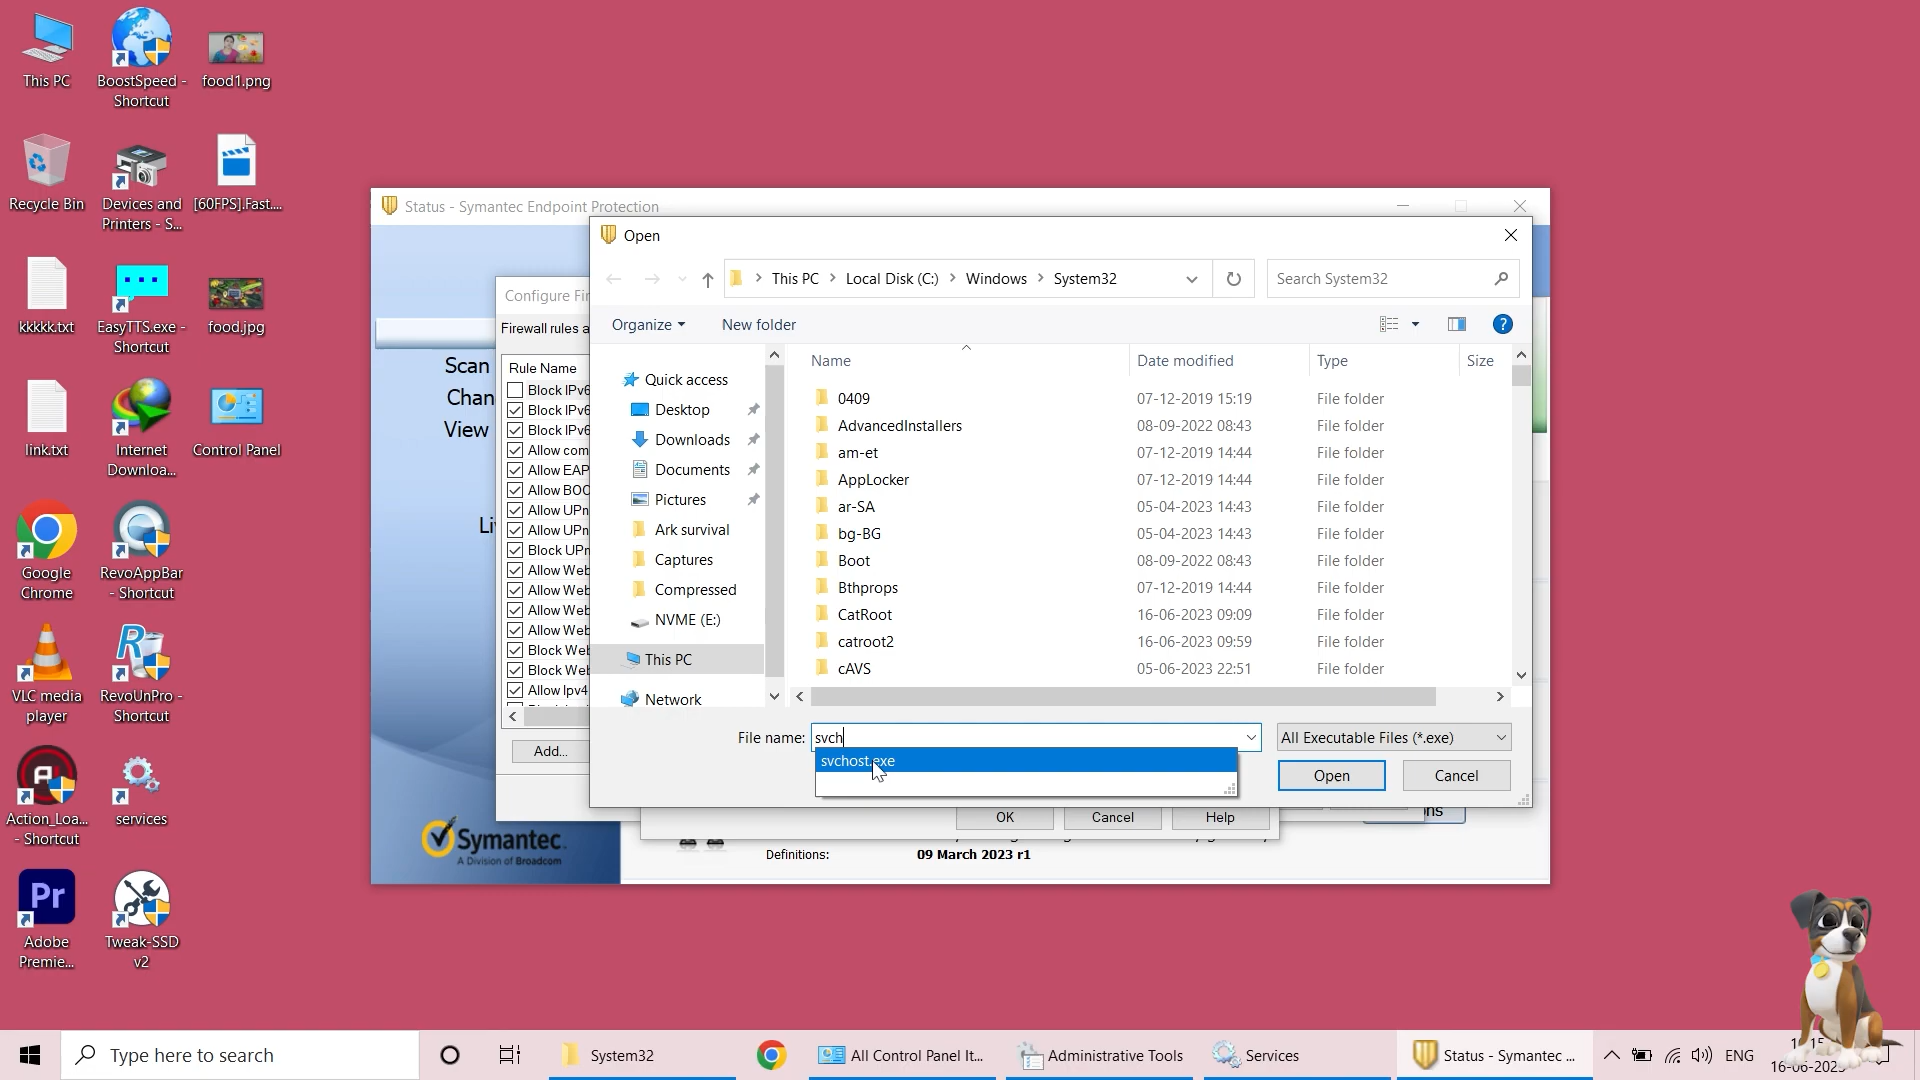 This PC
BoostSpeed -
Shortcut
food1.png
Recycle Bin
Devices and
Printers - S...
[60FPS].Fast....
kkkkk.txt
EasyTTS.exe -
Shortcut
food.jpg
link.txt
Internet
Downloa...
Control Panel
Google
Chrome
RevoAppBar
- Shortcut
VLC media
player
RevoUnPro -
Shortcut
Action_Loa...
- Shortcut
services
Pr
Adobe
Premie...
Tweak-SSD
v2
Status - Symantec Endpoint Protection
Scan
Chan
View
Symantec.
A Division of Broadcom
Configure Fi
Firewall rules a
Rule Name
Block IPv6
Block IPv6
Block IPv6
Allow com
Allow EAP
Allow BOO
Allow UPn
Allow UPn
Block UPn
Allow Web
Allow Web
Allow Web
Allow Web
Block Web
Block Web
Allow Ipv4
Add...
Open
This PC
Local Disk (C:)
Windows
System32
Search System32
Organize
New folder
?
Name
Date modified
Type
Size
Quick access
Desktop
Downloads
Documents
Pictures
Ark survival
Captures
Compressed
NVME (E:)
This PC
Network
0409 07-12-2019 15:19 File folder
AdvancedInstallers 08-09-2022 08:43 File folder
am-et 07-12-2019 14:44 File folder
AppLocker 07-12-2019 14:44 File folder
ar-SA 05-04-2023 14:43 File folder
bg-BG 05-04-2023 14:43 File folder
Boot 08-09-2022 08:43 File folder
Bthprops 07-12-2019 14:44 File folder
CatRoot 16-06-2023 09:09 File folder
catroot2 16-06-2023 09:59 File folder
cAVS 05-06-2023 22:51 File folder
File name: svch
All Executable Files (*.exe)
svchost.exe
Open
Cancel
OK
Cancel
Help
Definitions: 09 March 2023 r1
Type here to search
System32
All Control Panel It...
Administrative Tools
Services
Status - Symantec ...
ENG